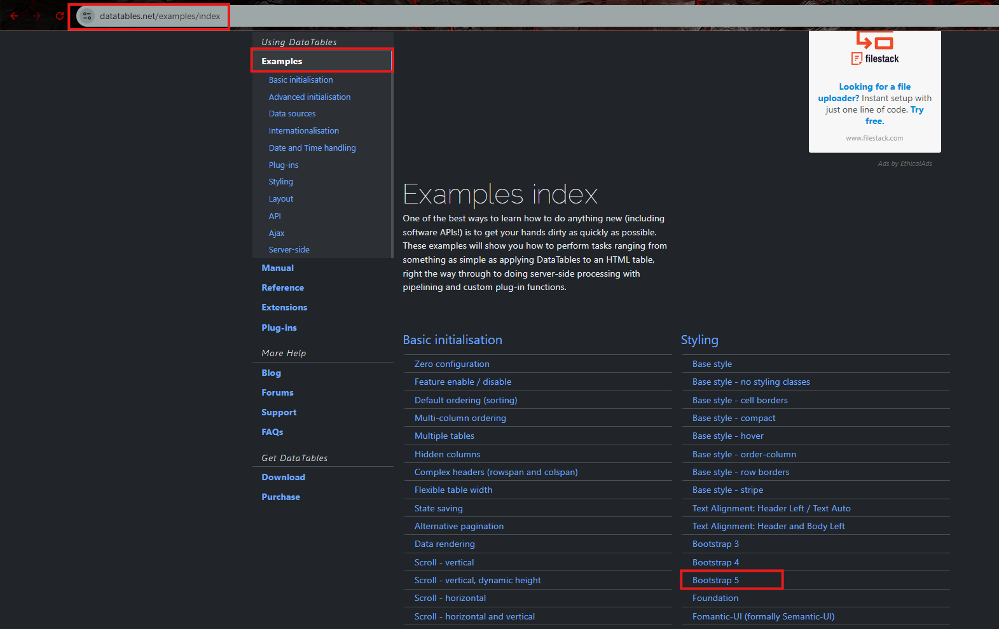 datatables.net/examples/index
Using DataTables
Examples
Basic initialisation
Advanced initialisation
Data sources
Internationalisation
Date and Time handling
Plug-ins
Styling
Layout
API
Ajax
Server-side
Manual
Reference
Extensions
Plug-ins
More Help
Blog
Forums
Support
FAQs
Get DataTables
Download
Purchase
filestack
Looking for a file
uploader? Instant setup with
just one line of code. Try
free.
www.filestack.com
Ads by EthicalAds
Examples index
One of the best ways to learn how to do anything new (including
software APIs!) is to get your hands dirty as quickly as possible.
These examples will show you how to perform tasks ranging from
something as simple as applying DataTables to an HTML table,
right the way through to doing server-side processing with
pipelining and custom plug-in functions.
Basic initialisation
Zero configuration
Feature enable / disable
Default ordering (sorting)
Multi-column ordering
Multiple tables
Hidden columns
Complex headers (rowspan and colspan)
Flexible table width
State saving
Alternative pagination
Data rendering
Scroll - vertical
Scroll - vertical, dynamic height
Scroll - horizontal
Scroll - horizontal and vertical
Styling
Base style
Base style - no styling classes
Base style - cell borders
Base style - compact
Base style - hover
Base style - order-column
Base style - row borders
Base style - stripe
Text Alignment: Header Left / Text Auto
Text Alignment: Header and Body Left
Bootstrap 3
Bootstrap 4
Bootstrap 5
Foundation
Fomantic-UI (formally Semantic-UI)